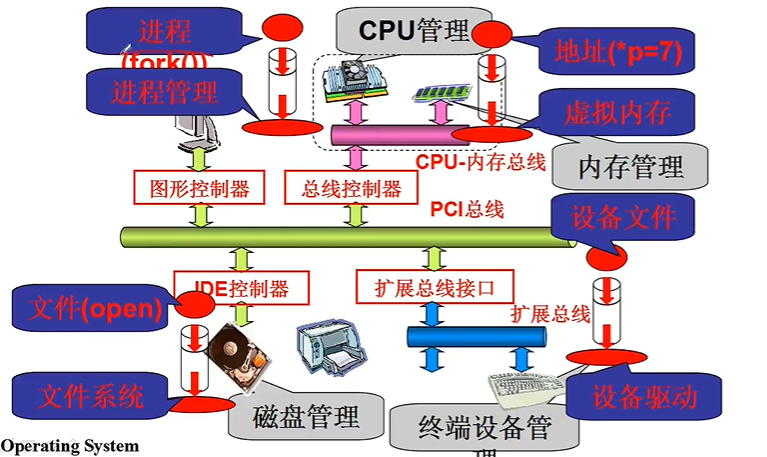 进程
(fork())
CPU管理
地址(*p=7)
进程管理
虚拟内存
CPU-内存总线
内存管理
图形控制器
总线控制器
PCI总线
设备文件
IDE控制器
扩展总线接口
文件(open)
扩展总线
文件系统
磁盘管理
终端设备管
设备驱动
Operating System